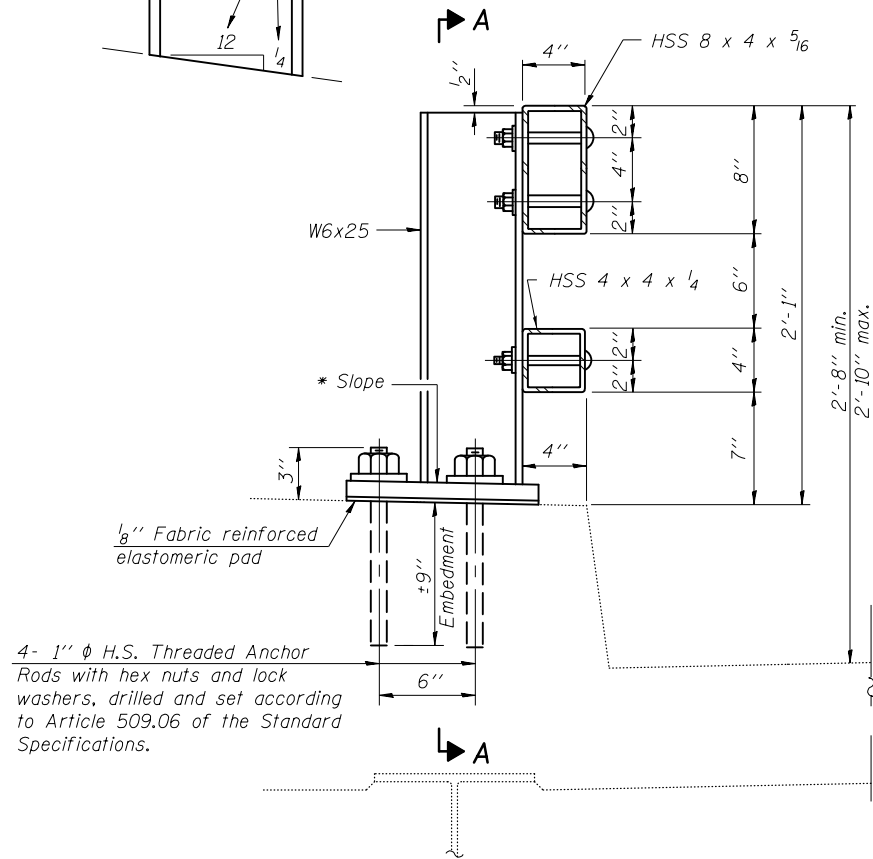 A
12
1/4
4"
HSS 8 x 4 x 5/16
1/2"
2"
4"
2"
8"
W6x25
HSS 4 x 4 x 1/4
6"
2'-1"
2'-8" min.
2'-10" max.
* Slope
2"
2"
4"
4"
7"
3"
1/8" Fabric reinforced
elastomeric pad
±9"
Embedment
4- 1" ϕ H.S. Threaded Anchor
Rods with hex nuts and lock
washers, drilled and set according
to Article 509.06 of the Standard
Specifications.
6"
A